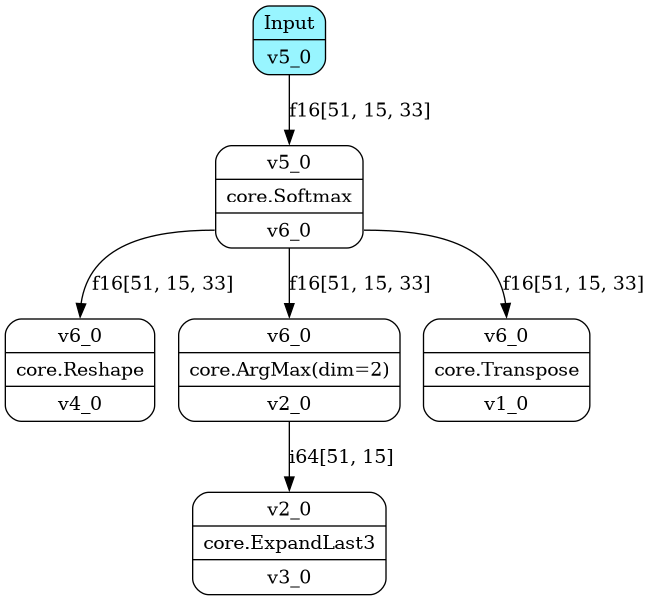 Input
v5_0
f16[51, 15, 33]
v5_0
core.Softmax
v6_0
f16[51, 15, 33]
f16[51, 15, 33]
f16[51, 15, 33]
v6_0
core.Reshape
v4_0
v6_0
core.ArgMax(dim=2)
v2_0
v6_0
core.Transpose
v1_0
i64[51, 15]
v2_0
core.ExpandLast3
v3_0